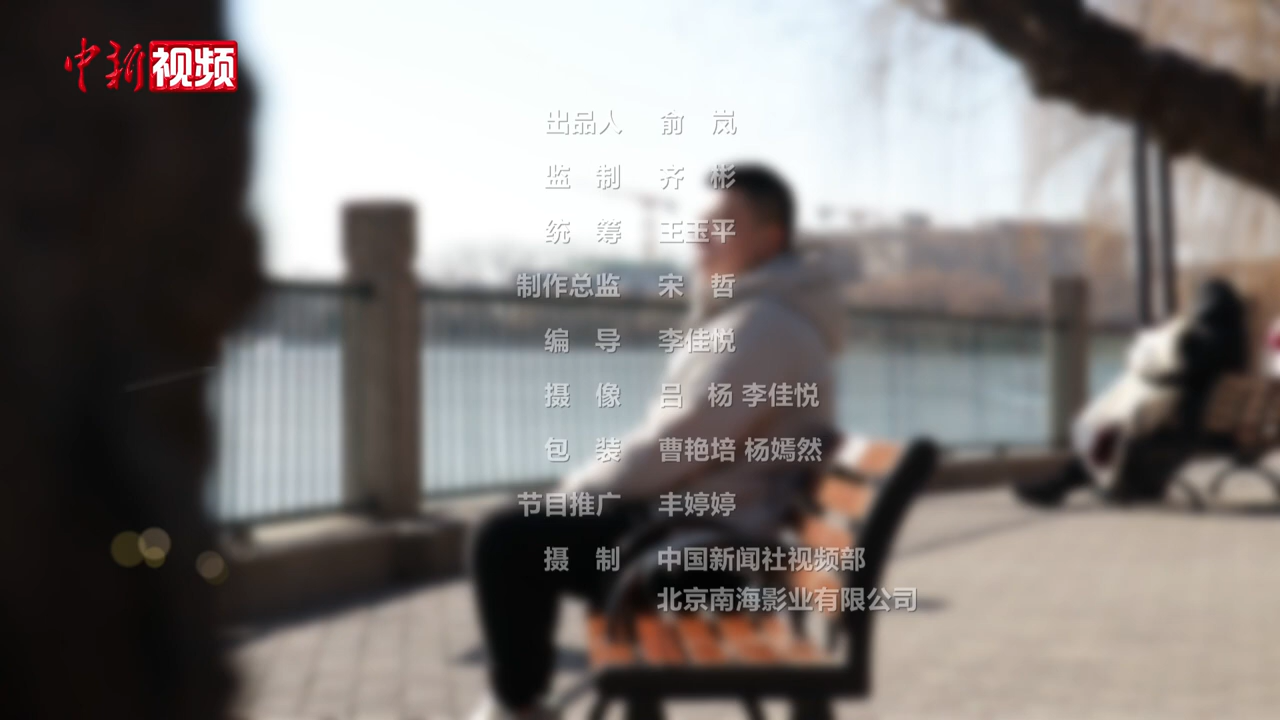 中新视频
出品人 俞 岚
监 制 齐 彬
统 筹 王玉平
制作总监 宋 哲
编 导 李佳悦
摄 像 吕 杨 李佳悦
包 装 曹艳培 杨嫣然
节目推广 丰婷婷
摄 制 中国新闻社视频部
北京南海影业有限公司